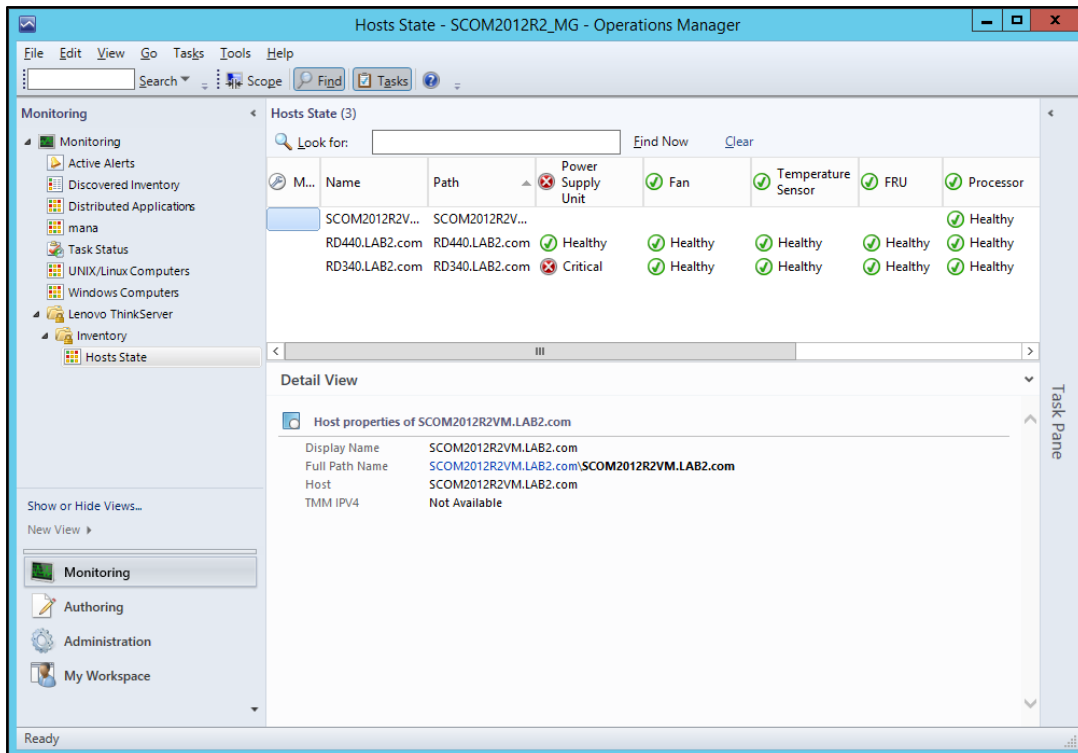 Hosts State - SCOM2012R2_MG - Operations Manager
File Edit View Go Tasks Tools Help
Search Scope Find Tasks
Monitoring
Monitoring
Active Alerts
Discovered Inventory
Distributed Applications
mana
Task Status
UNIX/Linux Computers
Windows Computers
Lenovo ThinkServer
Inventory
Hosts State
Show or Hide Views...
New View
Monitoring
Authoring
Administration
My Workspace
Hosts State (3)
Look for: Find Now Clear
M... Name Path Power Supply Unit Fan Temperature Sensor FRU Processor
SCOM2012R2V... SCOM2012R2V... Healthy
RD440.LAB2.com RD440.LAB2.com Healthy Healthy Healthy Healthy Healthy
RD340.LAB2.com RD340.LAB2.com Critical Healthy Healthy Healthy Healthy
Detail View
Host properties of SCOM2012R2VM.LAB2.com
Display Name SCOM2012R2VM.LAB2.com
Full Path Name SCOM2012R2VM.LAB2.com\SCOM2012R2VM.LAB2.com
Host SCOM2012R2VM.LAB2.com
TMM IPV4 Not Available
Task Pane
Ready